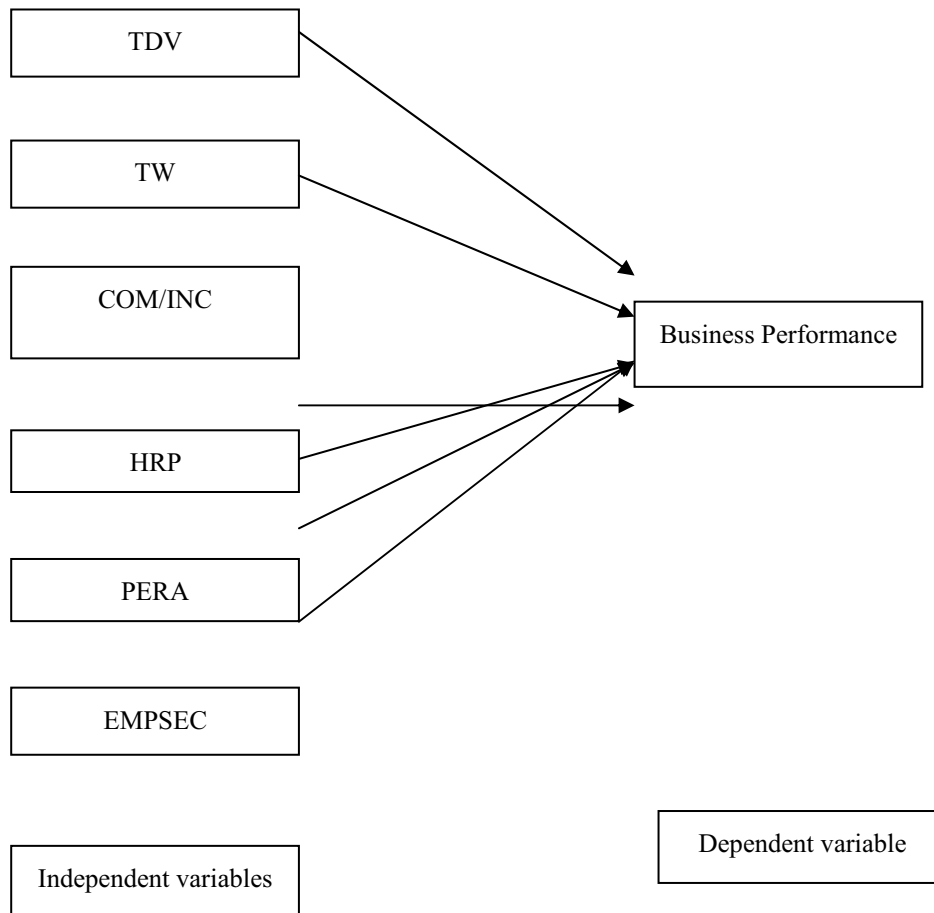 TDV
TW
COM/INC
Business Performance
HRP
PERA
EMPSEC
Dependent variable
Independent variables